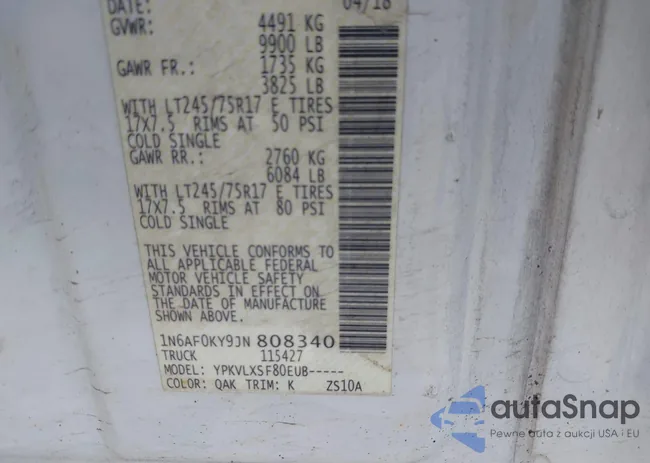 DATE: 04/18
GVWR: 4491 KG
9900 LB
GAWR FR.: 1735 KG
3825 LB
WITH LT245/75R17 E TIRES
17X7.5 RIMS AT 50 PSI
COLD SINGLE
GAWR RR.: 2760 KG
6084 LB
WITH LT245/75R17 E TIRES
17X7.5 RIMS AT 80 PSI
COLD SINGLE
THIS VEHICLE CONFORMS TO
ALL APPLICABLE FEDERAL
MOTOR VEHICLE SAFETY
STANDARDS IN EFFECT ON
THE DATE OF MANUFACTURE
SHOWN ABOVE.
1N6AF0KY9JN 808340
TRUCK 115427
MODEL: YPKVLXSF80EUB-----
COLOR: QAK TRIM: K ZS10A
autaSnap
Pewne auta z aukcji USA i EU